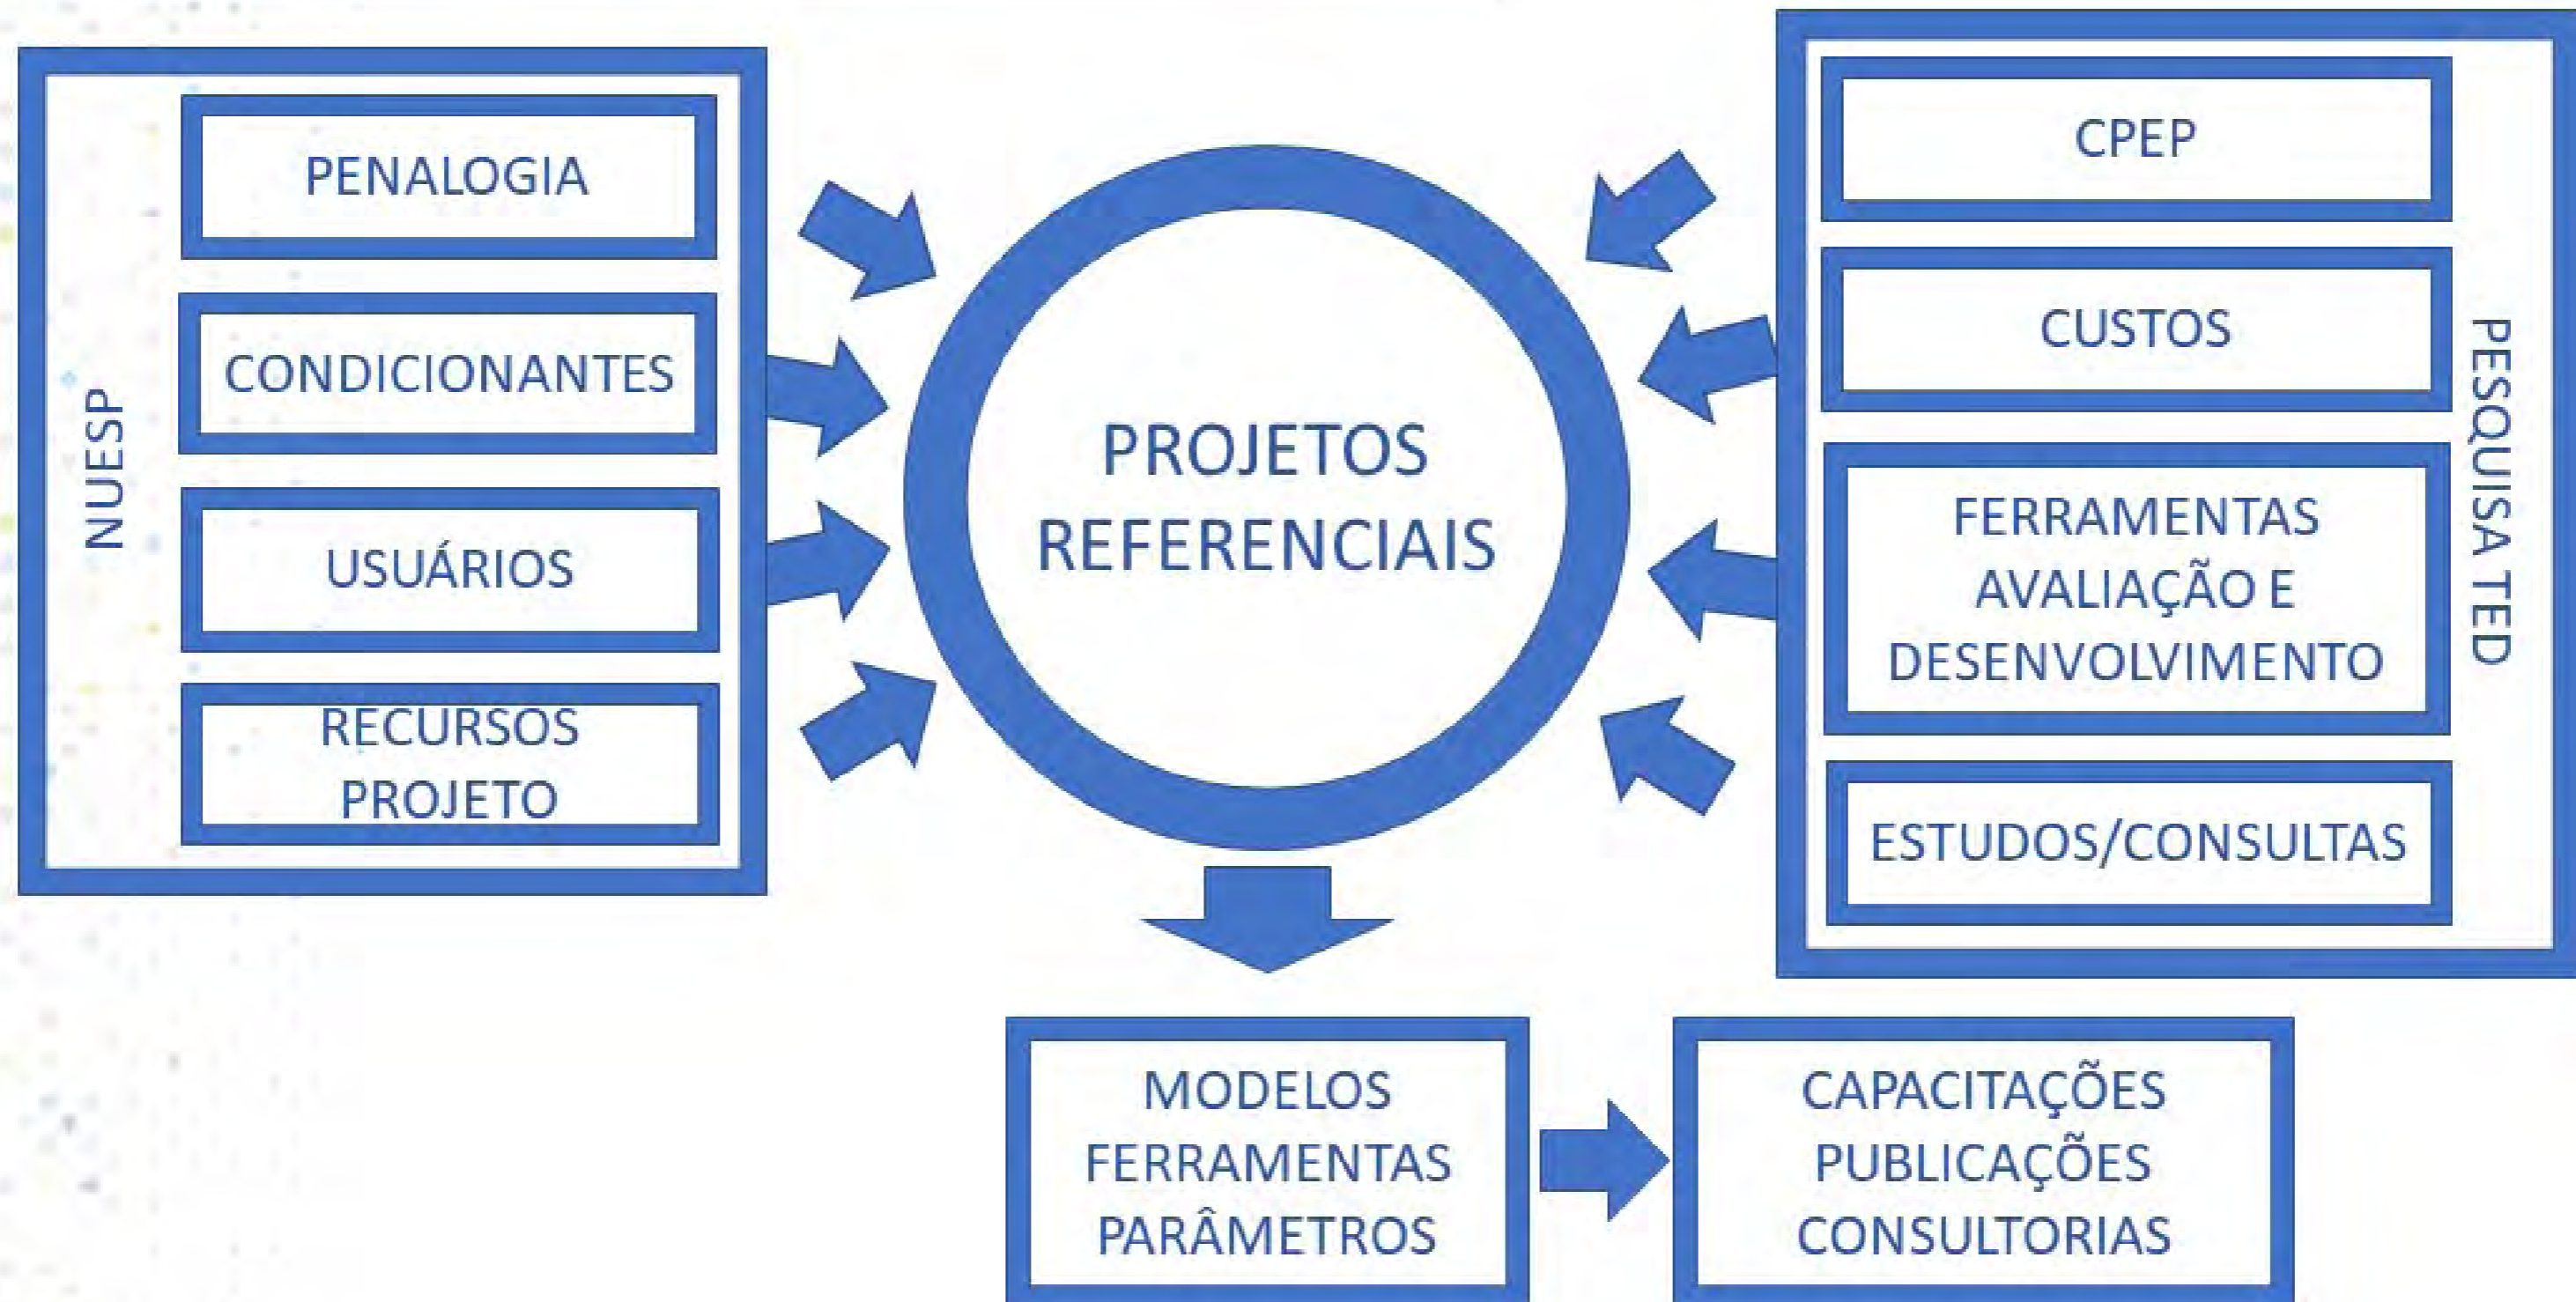 NUESP
PENALOGIA
CONDICIONANTES
USUÁRIOS
RECURSOS
PROJETO
PROJETOS
REFERENCIAIS
CPEP
CUSTOS
FERRAMENTAS
AVALIAÇÃO E
DESENVOLVIMENTO
ESTUDOS/CONSULTAS
PESQUISA TED
MODELOS
FERRAMENTAS
PARÂMETROS
CAPACITAÇÕES
PUBLICAÇÕES
CONSULTORIAS